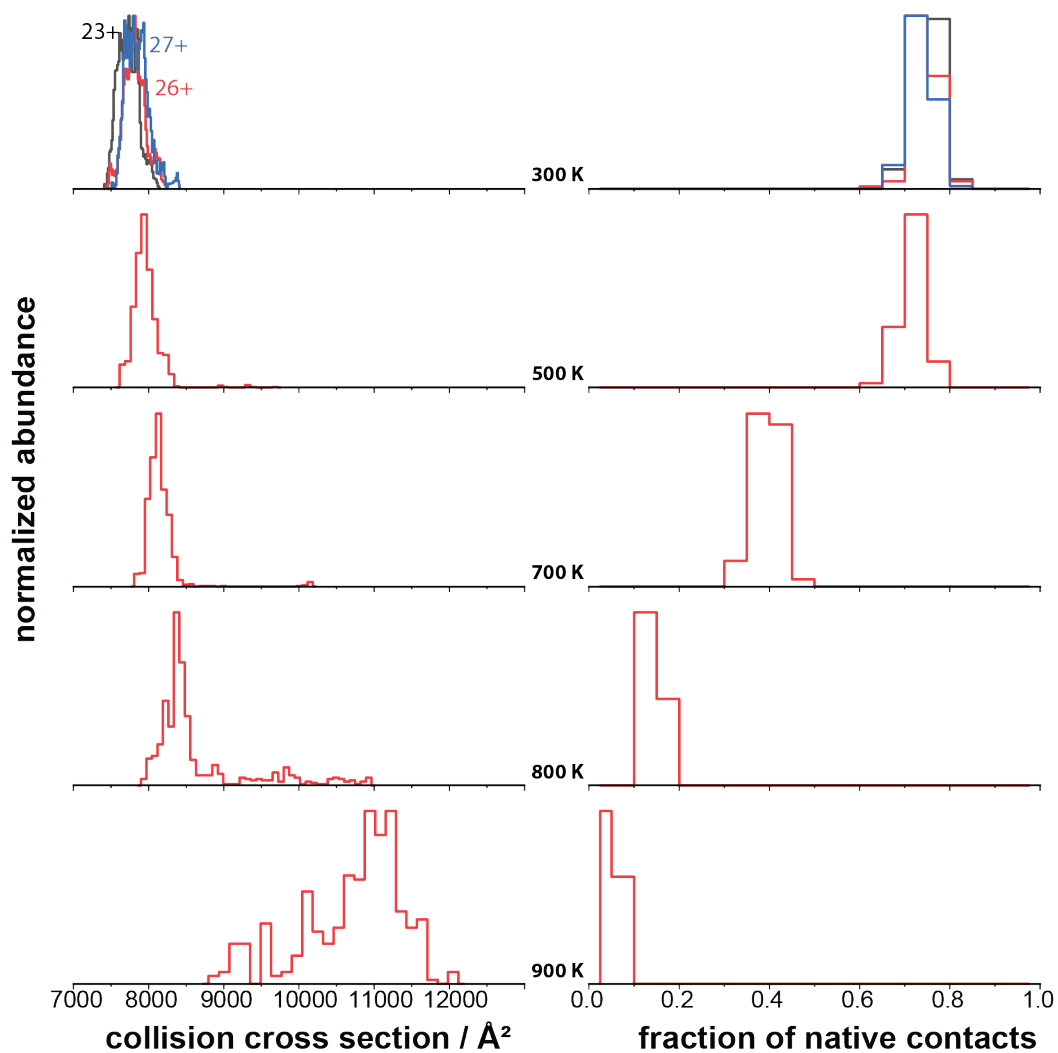 23+
27+
26+
300 K
500 K
700 K
800 K
900 K
normalized abundance
7000 8000 9000 10000 11000 12000
0.0 0.2 0.4 0.6 0.8 1.0
collision cross section / Å²
fraction of native contacts